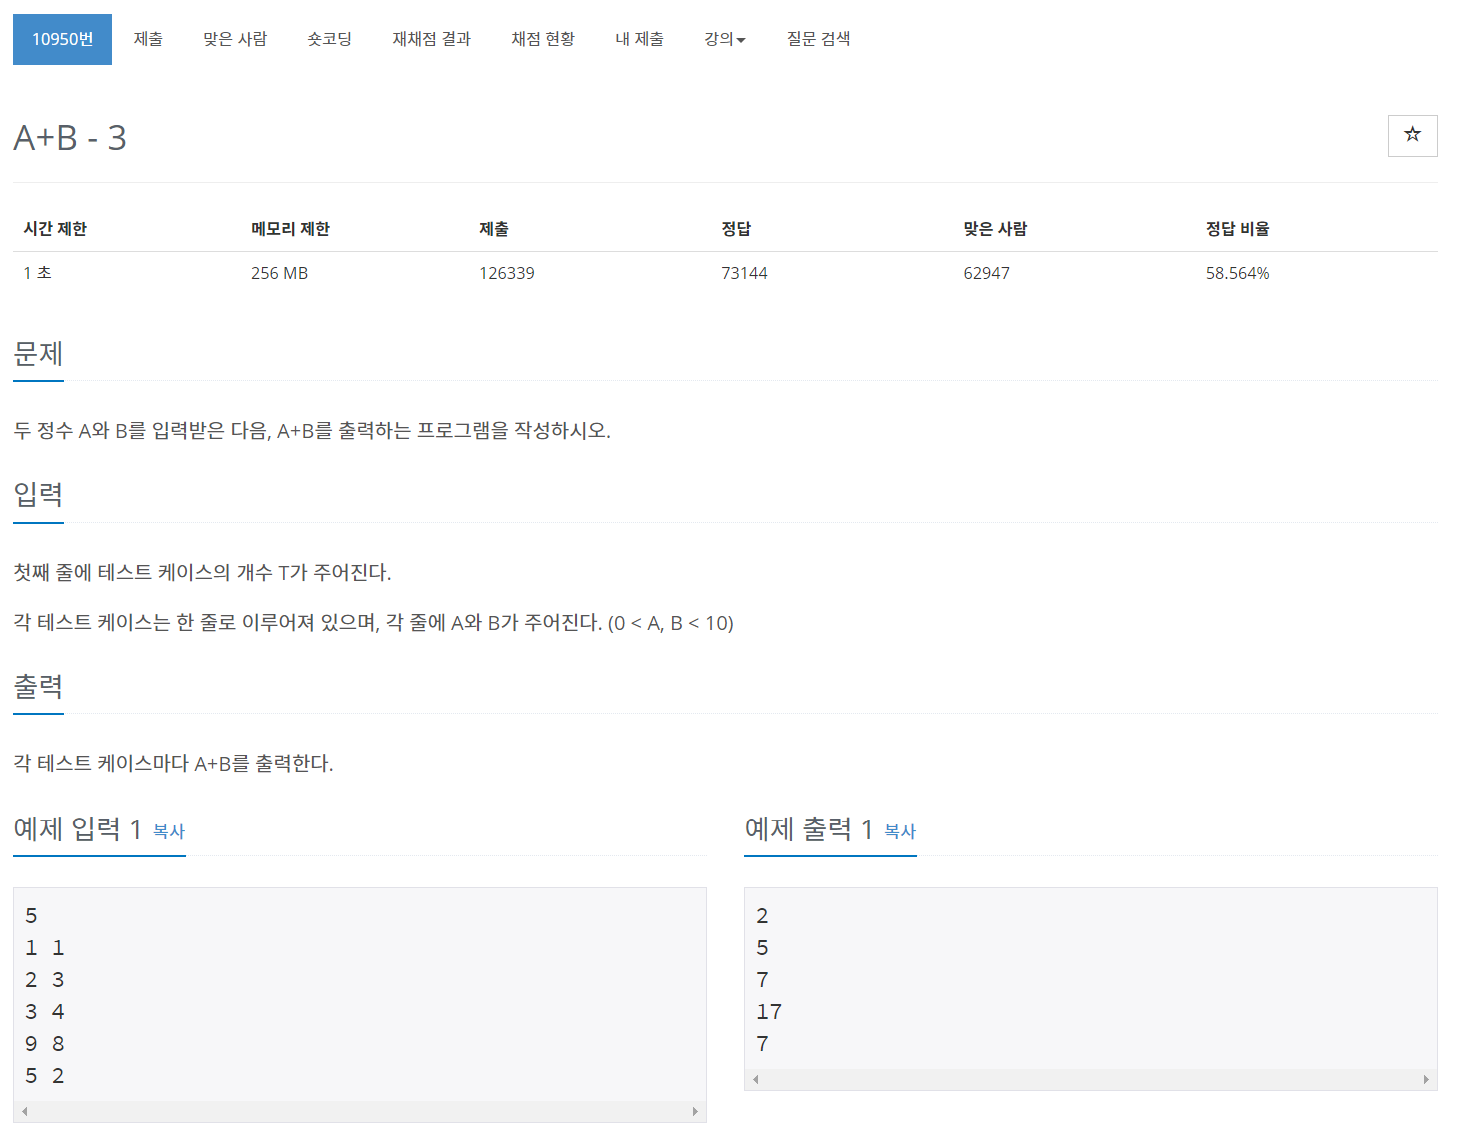 10950번 제출 맞은 사람 숏코딩 재채점 결과 채점 현황 내 제출 강의 질문 검색
A+B - 3
시간 제한 메모리 제한 제출 정답 맞은 사람 정답 비율
1 초 256 MB 126339 73144 62947 58.564%
문제
두 정수 A와 B를 입력받은 다음, A+B를 출력하는 프로그램을 작성하시오.
입력
첫째 줄에 테스트 케이스의 개수 T가 주어진다.
각 테스트 케이스는 한 줄로 이루어져 있으며, 각 줄에 A와 B가 주어진다. (0 < A, B < 10)
출력
각 테스트 케이스마다 A+B를 출력한다.
예제 입력 1 복사
5
1 1
2 3
3 4
9 8
5 2
예제 출력 1 복사
2
5
7
17
7